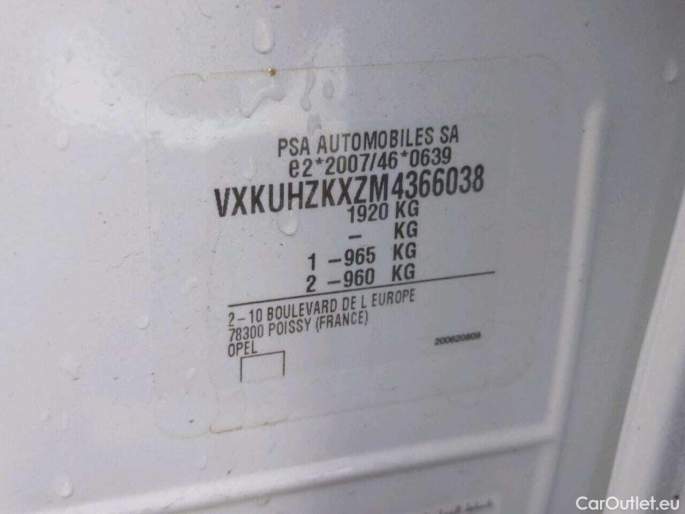 PSA AUTOMOBILES SA
e2*2007/46*0639
VXKUHZKXZM4366038
1920 KG
- KG
1 -965 KG
2 -960 KG
2-10 BOULEVARD DE L EUROPE
78300 POISSY (FRANCE)
OPEL
200620809
CarOutlet.eu